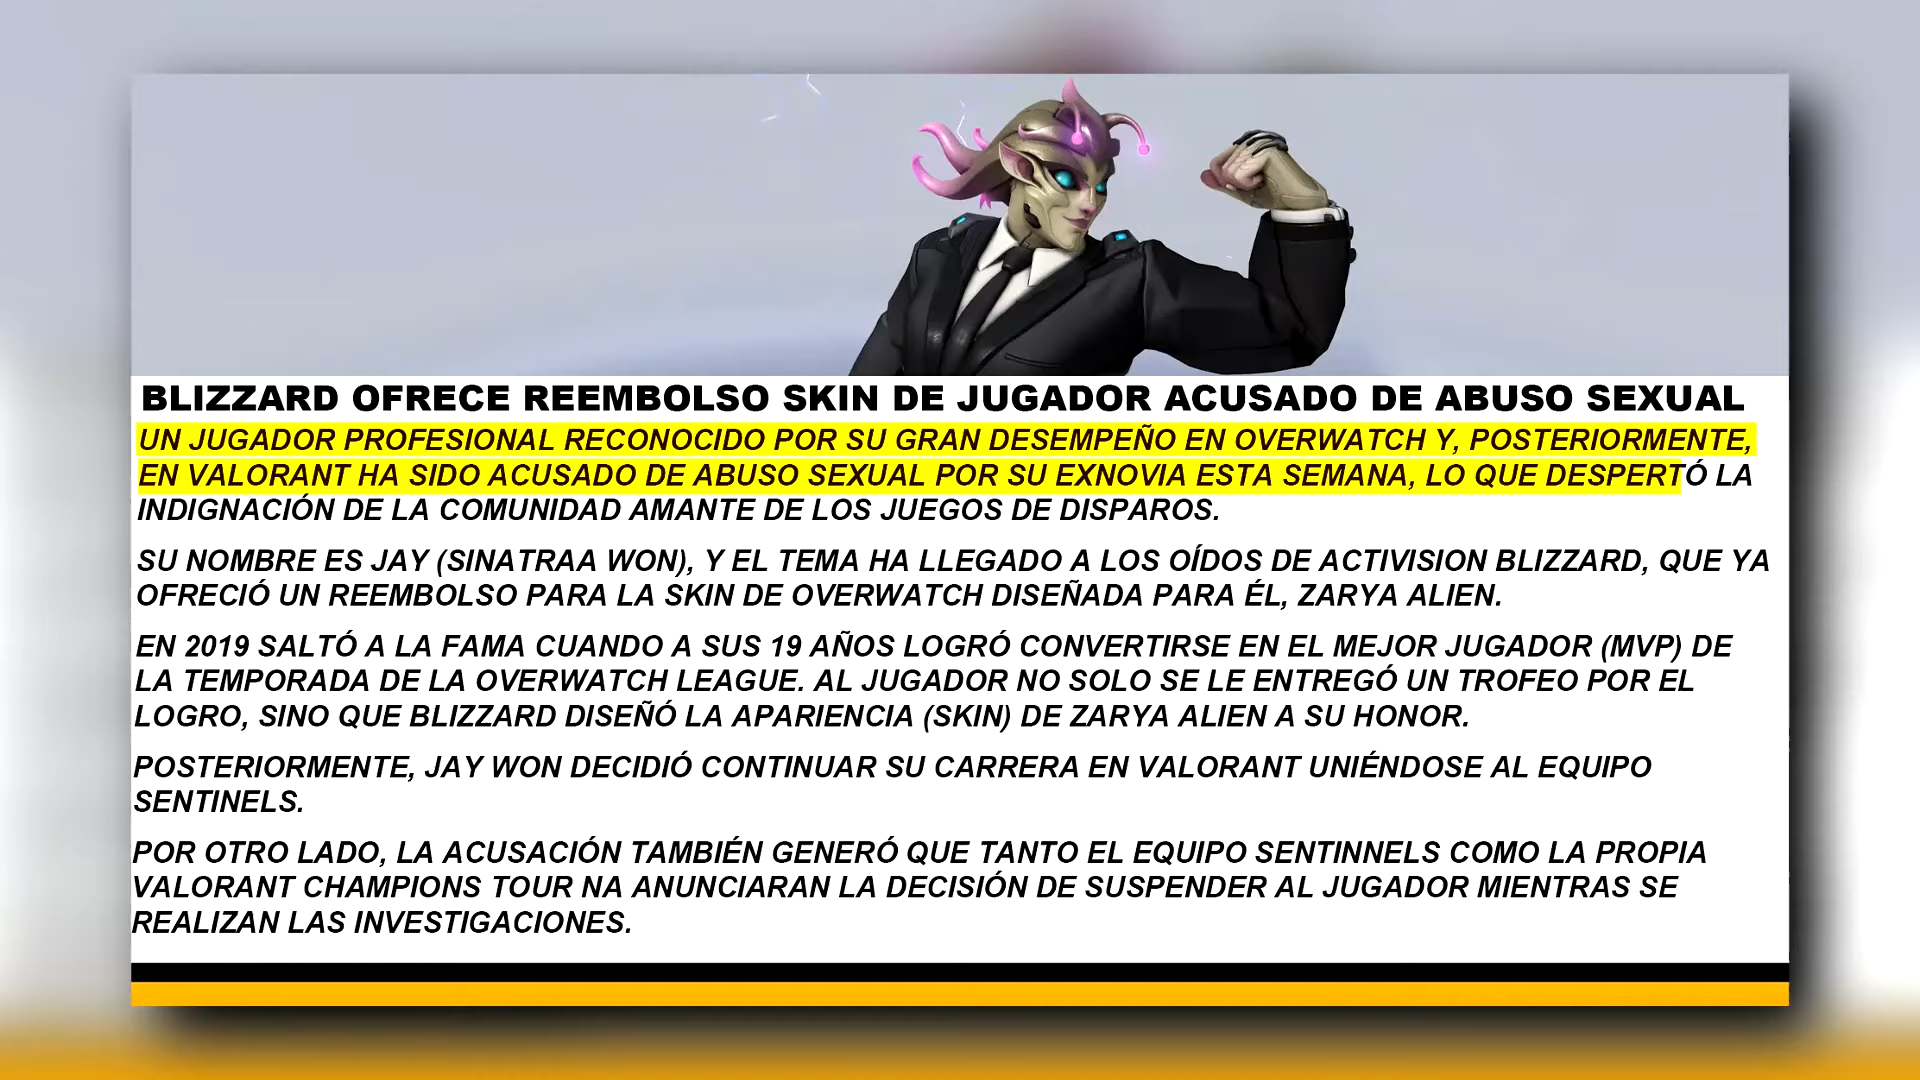 BLIZZARD OFRECE REEMBOLSO SKIN DE JUGADOR ACUSADO DE ABUSO SEXUAL
UN JUGADOR PROFESIONAL RECONOCIDO POR SU GRAN DESEMPEÑO EN OVERWATCH Y, POSTERIORMENTE,
EN VALORANT HA SIDO ACUSADO DE ABUSO SEXUAL POR SU EXNOVIA ESTA SEMANA, LO QUE DESPERTÓ LA
INDIGNACIÓN DE LA COMUNIDAD AMANTE DE LOS JUEGOS DE DISPAROS.
SU NOMBRE ES JAY (SINATRAA WON), Y EL TEMA HA LLEGADO A LOS OÍDOS DE ACTIVISION BLIZZARD, QUE YA
OFRECIÓ UN REEMBOLSO PARA LA SKIN DE OVERWATCH DISEÑADA PARA ÉL, ZARYA ALIEN.
EN 2019 SALTÓ A LA FAMA CUANDO A SUS 19 AÑOS LOGRÓ CONVERTIRSE EN EL MEJOR JUGADOR (MVP) DE
LA TEMPORADA DE LA OVERWATCH LEAGUE. AL JUGADOR NO SOLO SE LE ENTREGÓ UN TROFEO POR EL
LOGRO, SINO QUE BLIZZARD DISEÑÓ LA APARIENCIA (SKIN) DE ZARYA ALIEN A SU HONOR.
POSTERIORMENTE, JAY WON DECIDIÓ CONTINUAR SU CARRERA EN VALORANT UNIÉNDOSE AL EQUIPO
SENTINELS.
POR OTRO LADO, LA ACUSACIÓN TAMBIÉN GENERÓ QUE TANTO EL EQUIPO SENTINNELS COMO LA PROPIA
VALORANT CHAMPIONS TOUR NA ANUNCIARAN LA DECISIÓN DE SUSPENDER AL JUGADOR MIENTRAS SE
REALIZAN LAS INVESTIGACIONES.